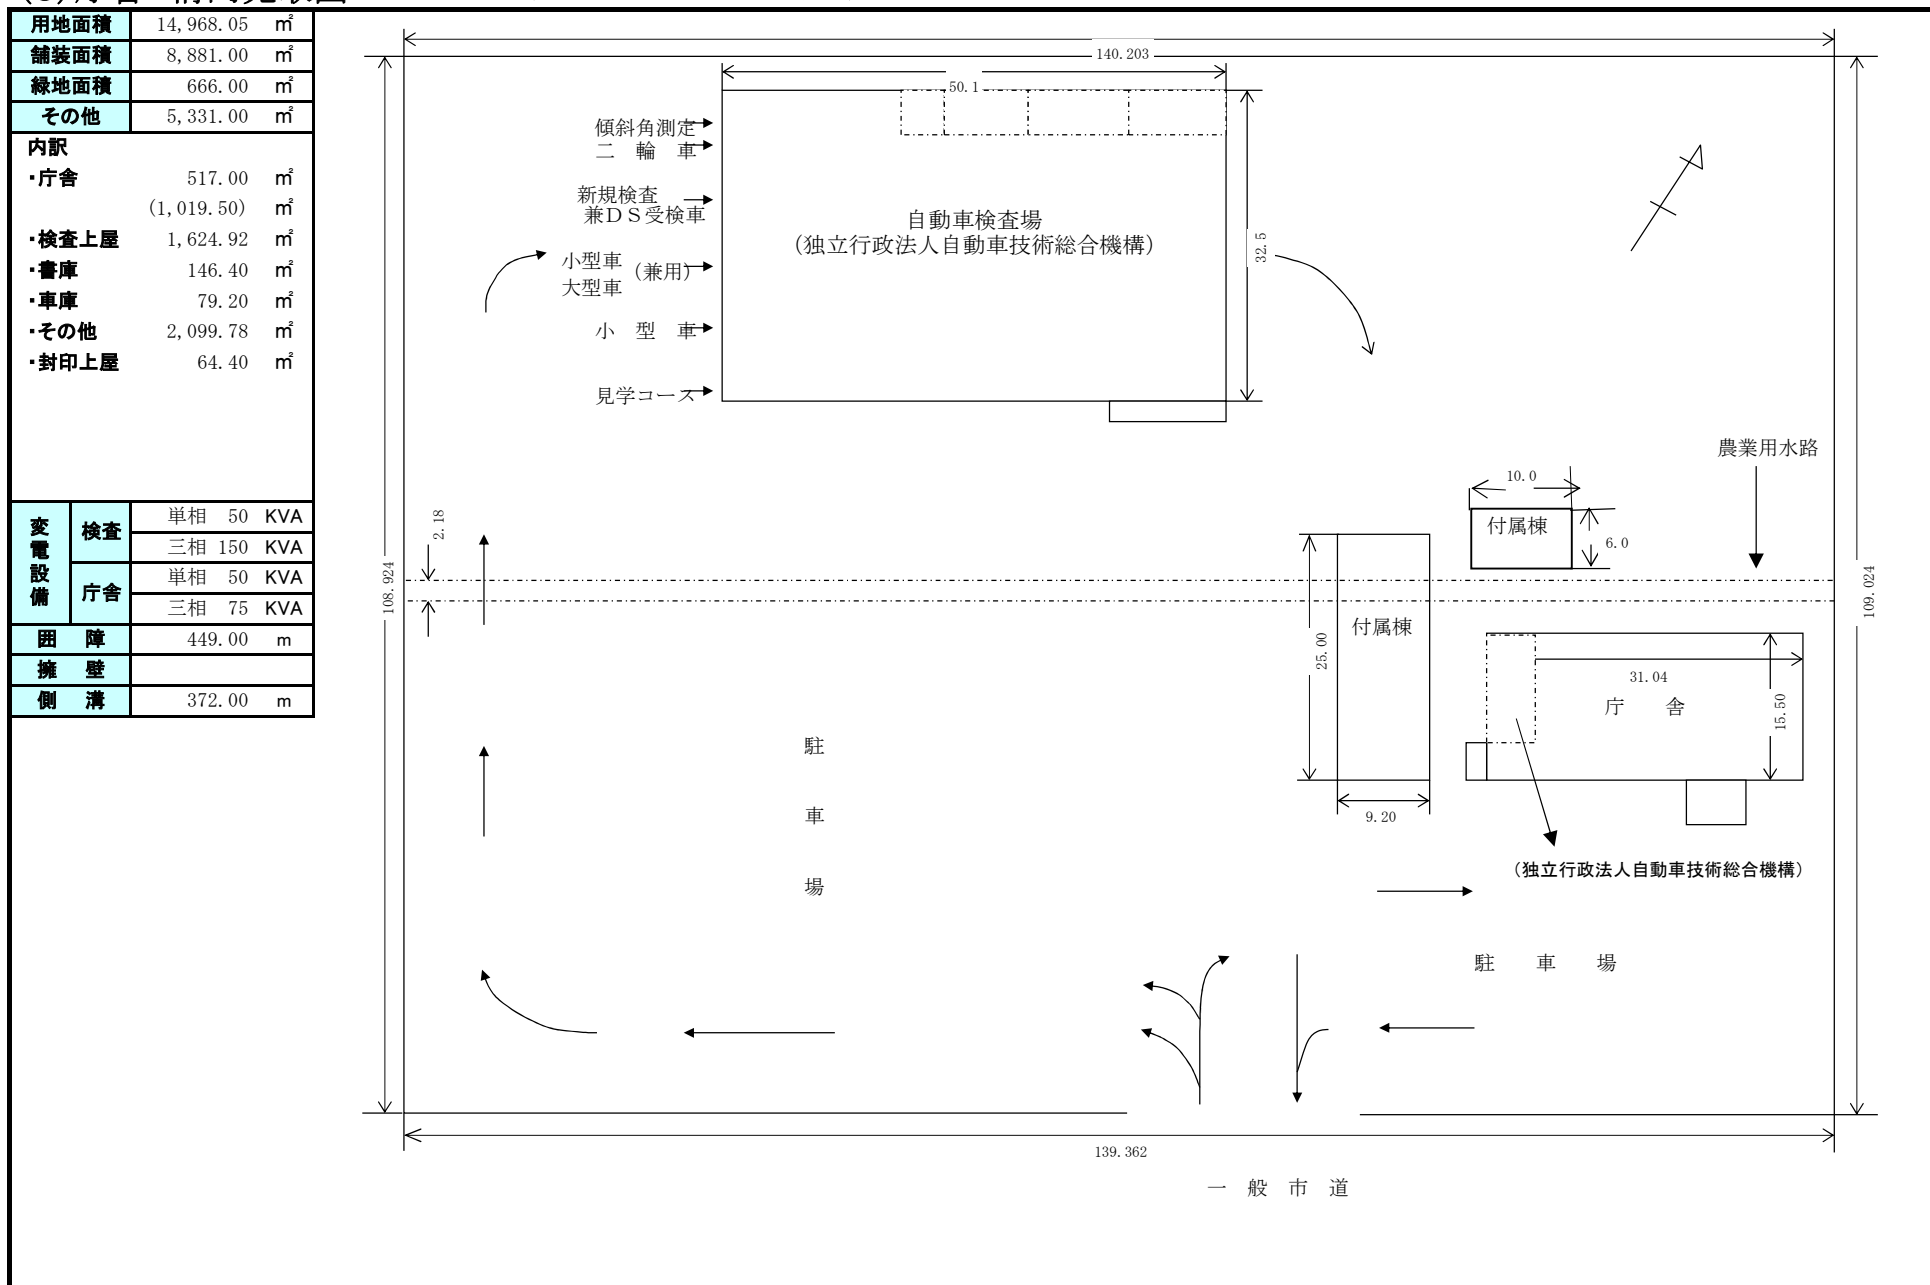 用地面積 14,968.05 ㎡
舗装面積 8,881.00 ㎡
緑地面積 666.00 ㎡
その他 5,331.00 ㎡
内訳
・庁舎 517.00 ㎡
(1,019.50) ㎡
・検査上屋 1,624.92 ㎡
・書庫 146.40 ㎡
・車庫 79.20 ㎡
・その他 2,099.78 ㎡
・封印上屋 64.40 ㎡
変電設備
検査
単相 50 KVA
三相 150 KVA
庁舎
単相 50 KVA
三相 75 KVA
囲 障 449.00 m
擁 壁
側 溝 372.00 m
140.203
50.1
傾斜角測定
二 輪 車
新規検査
兼ＤＳ受検車
小型車
大型車
（兼用）
小 型 車
見学コース
自動車検査場
（独立行政法人自動車技術総合機構）
32.5
農業用水路
10.0
付属棟
6.0
2.18
108.924
109.024
付属棟
25.00
9.20
31.04
庁 舎
15.50
（独立行政法人自動車技術総合機構）
駐
車
場
駐 車 場
139.362
一 般 市 道